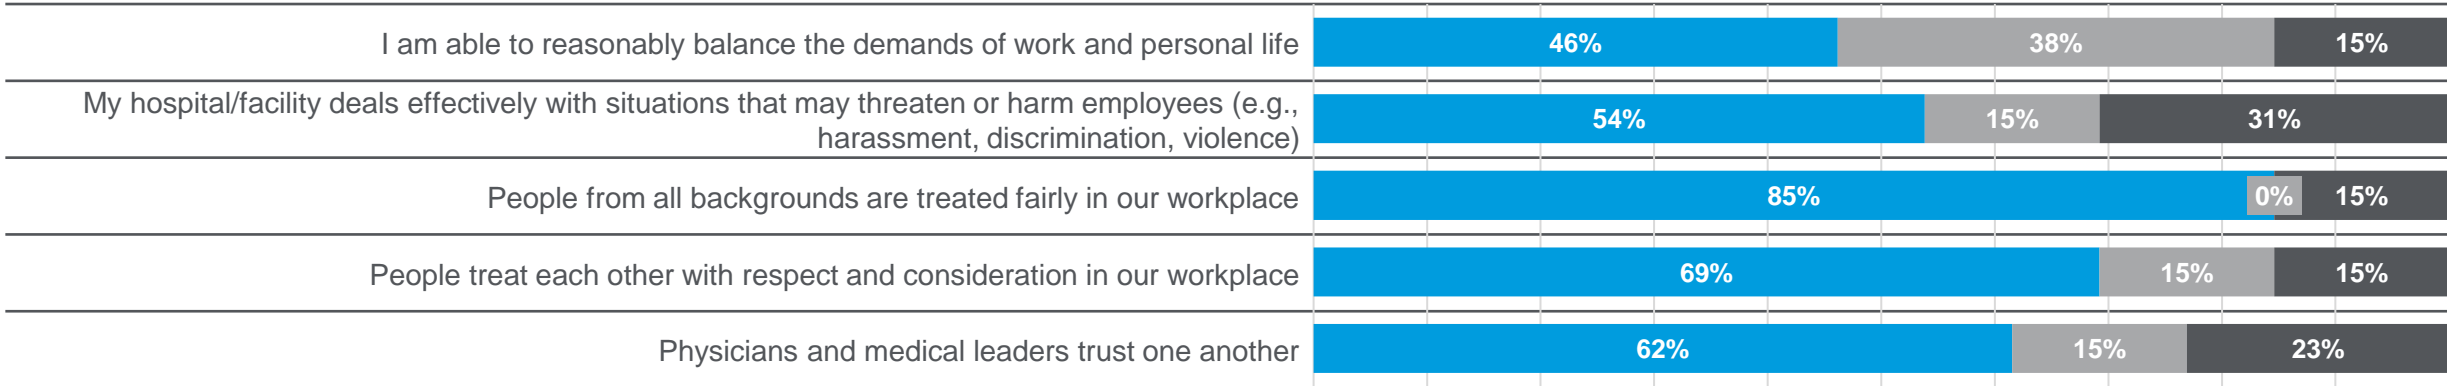 I am able to reasonably balance the demands of work and personal life
46% 38% 15%
My hospital/facility deals effectively with situations that may threaten or harm employees (e.g.,
harassment, discrimination, violence)
54% 15% 31%
People from all backgrounds are treated fairly in our workplace
85% 0% 15%
People treat each other with respect and consideration in our workplace
69% 15% 15%
Physicians and medical leaders trust one another
62% 15% 23%